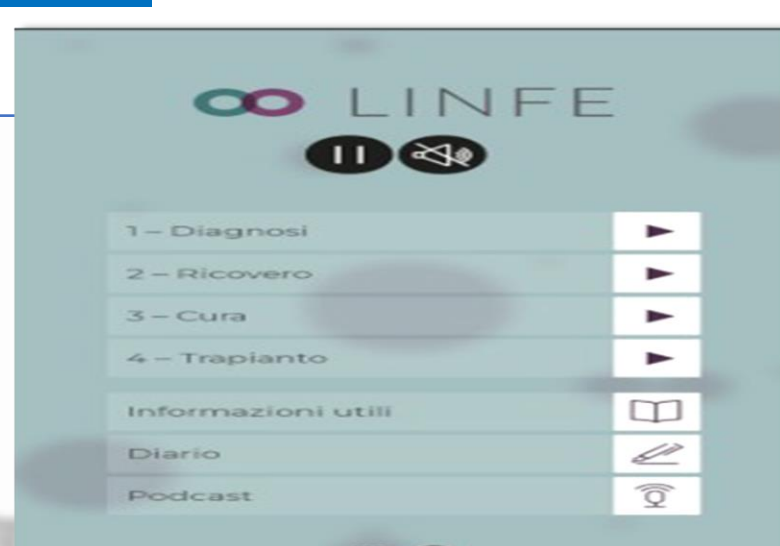 LINFE
1 – Diagnosi
2 – Ricovero
3 – Cura
4 – Trapianto
Informazioni utili
Diario
Podcast